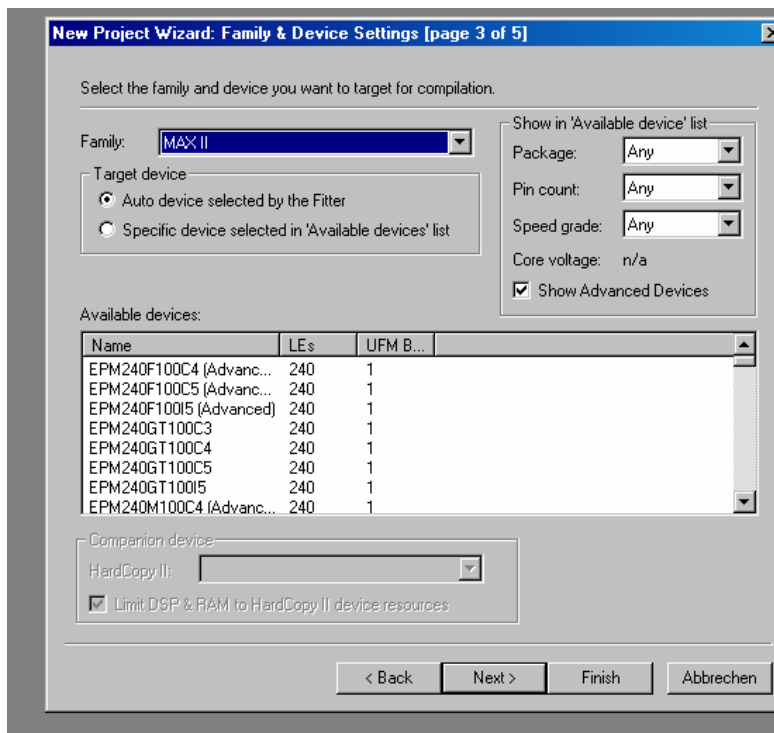 New Project Wizard: Family & Device Settings [page 3 of 5]
Select the family and device you want to target for compilation.
Family: MAX II
Target device
Auto device selected by the Fitter
Specific device selected in 'Available devices' list
Show in 'Available device' list
Package: Any
Pin count: Any
Speed grade: Any
Core voltage: n/a
Show Advanced Devices
Available devices:
Name LEs UFM B...
EPM240F100C4 (Advanc... 240 1
EPM240F100C5 (Advanc... 240 1
EPM240F100I5 (Advanced) 240 1
EPM240GT100C3 240 1
EPM240GT100C4 240 1
EPM240GT100C5 240 1
EPM240GT100I5 240 1
EPM240M100C4 (Advanc... 240 1
Companion device
HardCopy II:
Limit DSP & RAM to HardCopy II device resources
< Back Next > Finish Abbrechen